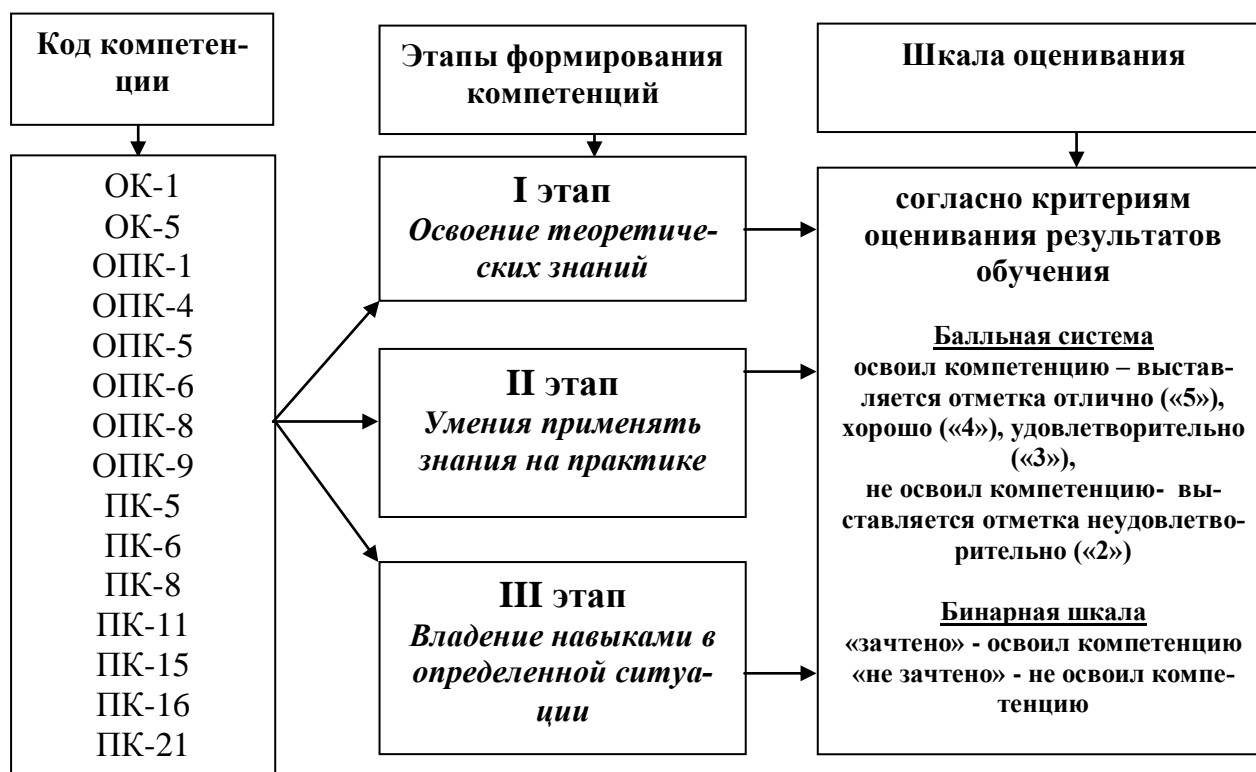 Код компетен-
ции
Этапы формирования
компетенций
Шкала оценивания
ОК-1
ОК-5
ОПК-1
ОПК-4
ОПК-5
ОПК-6
ОПК-8
ОПК-9
ПК-5
ПК-6
ПК-8
ПК-11
ПК-15
ПК-16
ПК-21
I этап
Освоение теоретиче-
ских знаний
II этап
Умения применять
знания на практике
III этап
Владение навыками в
определенной ситуа-
ции
согласно критериям
оценивания результатов
обучения
Балльная система
освоил компетенцию – выстав-
ляется отметка отлично («5»),
хорошо («4»), удовлетворительно
(«3»),
не освоил компетенцию- вы-
ставляется отметка неудовлетво-
рительно («2»)
Бинарная шкала
«зачтено» - освоил компетенцию
«не зачтено» - не освоил компе-
тенцию